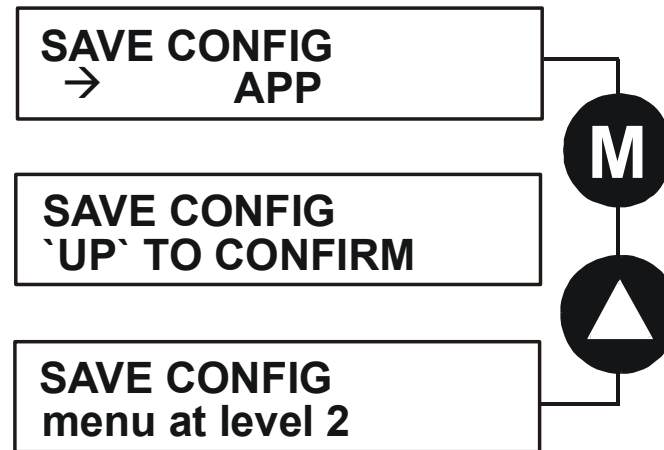 SAVE CONFIG
→ APP
M
SAVE CONFIG
`UP` TO CONFIRM
SAVE CONFIG
menu at level 2